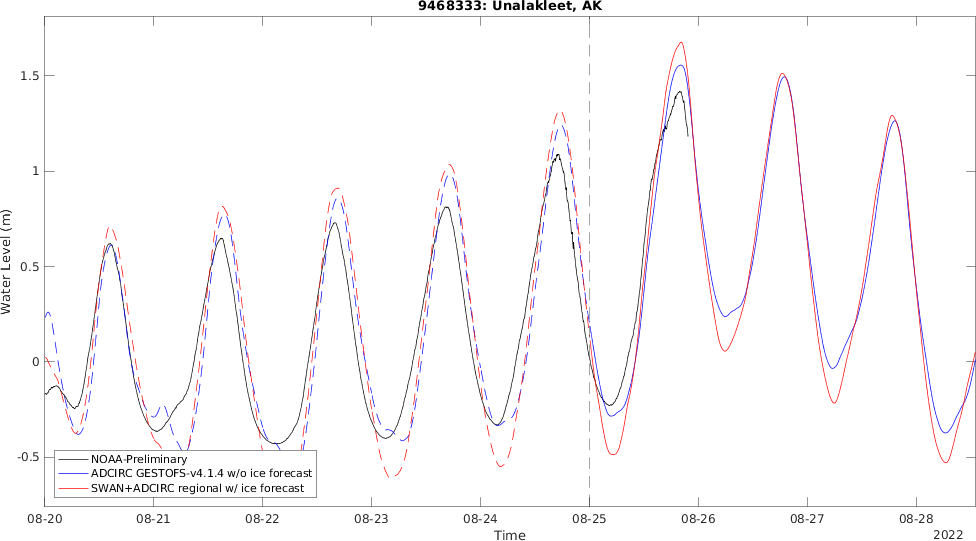 9468333: Unalakleet, AK
Water Level (m)
1.5
1
0.5
0
-0.5
NOAA-Preliminary
ADCIRC GESTOFS-v4.1.4 w/o ice forecast
SWAN+ADCIRC regional w/ ice forecast
08-20 08-21 08-22 08-23 08-24 08-25 08-26 08-27 08-28
Time
2022